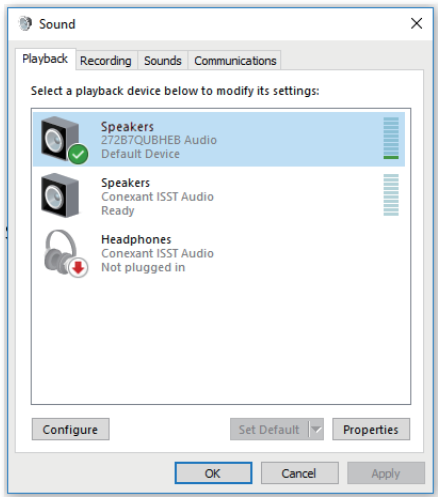 Sound
Playback Recording Sounds Communications
Select a playback device below to modify its settings:
Speakers
272B7QUBHEB Audio
Default Device
Speakers
Conexant ISST Audio
Ready
Headphones
Conexant ISST Audio
Not plugged in
Configure Set Default Properties
OK Cancel Apply